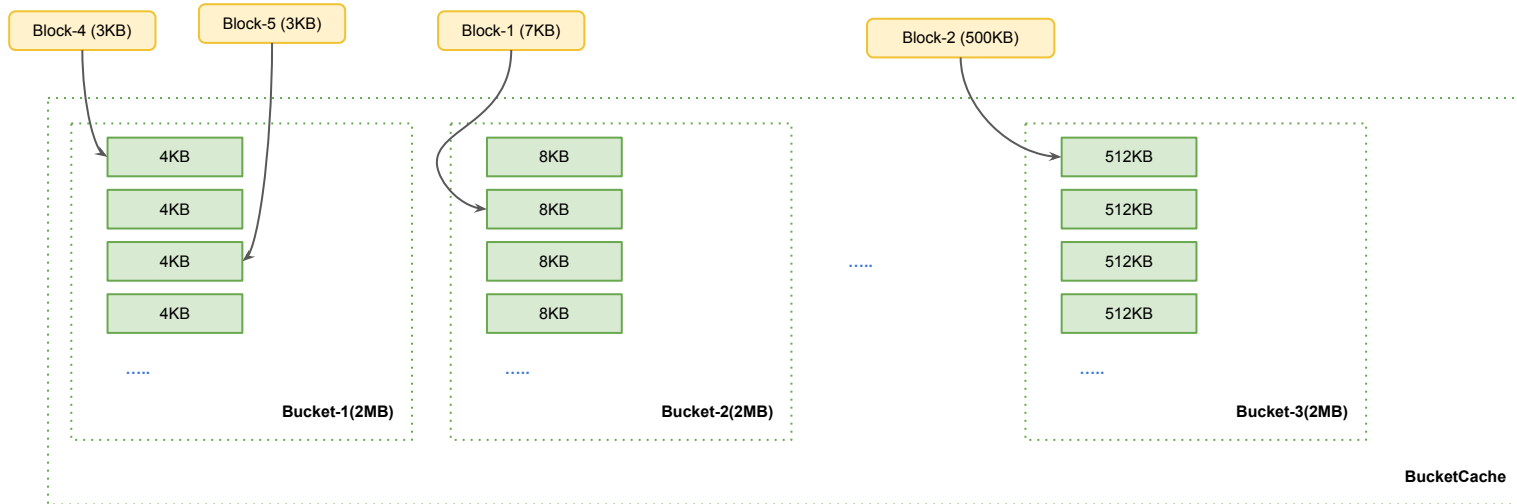 Block-4 (3KB)
Block-5 (3KB)
Block-1 (7KB)
Block-2 (500KB)
4KB
4KB
4KB
4KB
.....
Bucket-1(2MB)
8KB
8KB
8KB
8KB
.....
Bucket-2(2MB)
.....
512KB
512KB
512KB
512KB
.....
Bucket-3(2MB)
BucketCache